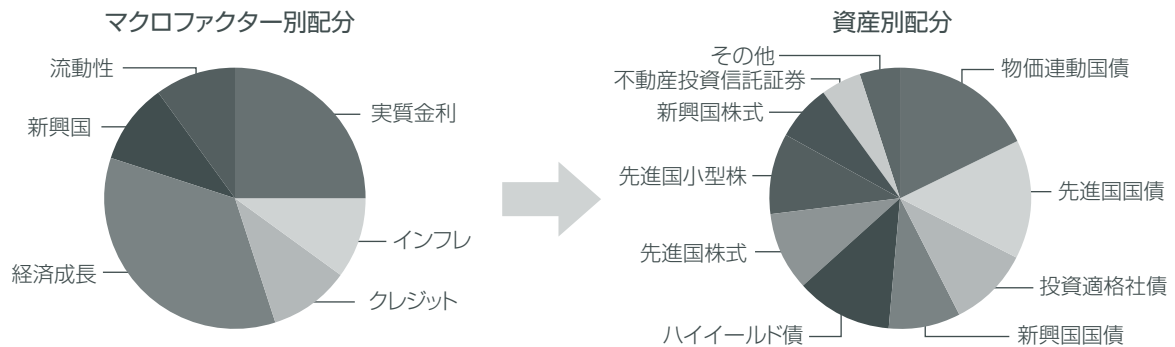 マクロファクター別配分
流動性
新興国
経済成長
実質金利
インフレ
クレジット
資産別配分
その他
不動産投資信託証券
新興国株式
先進国小型株
先進国株式
ハイイールド債
物価連動国債
先進国国債
投資適格社債
新興国国債